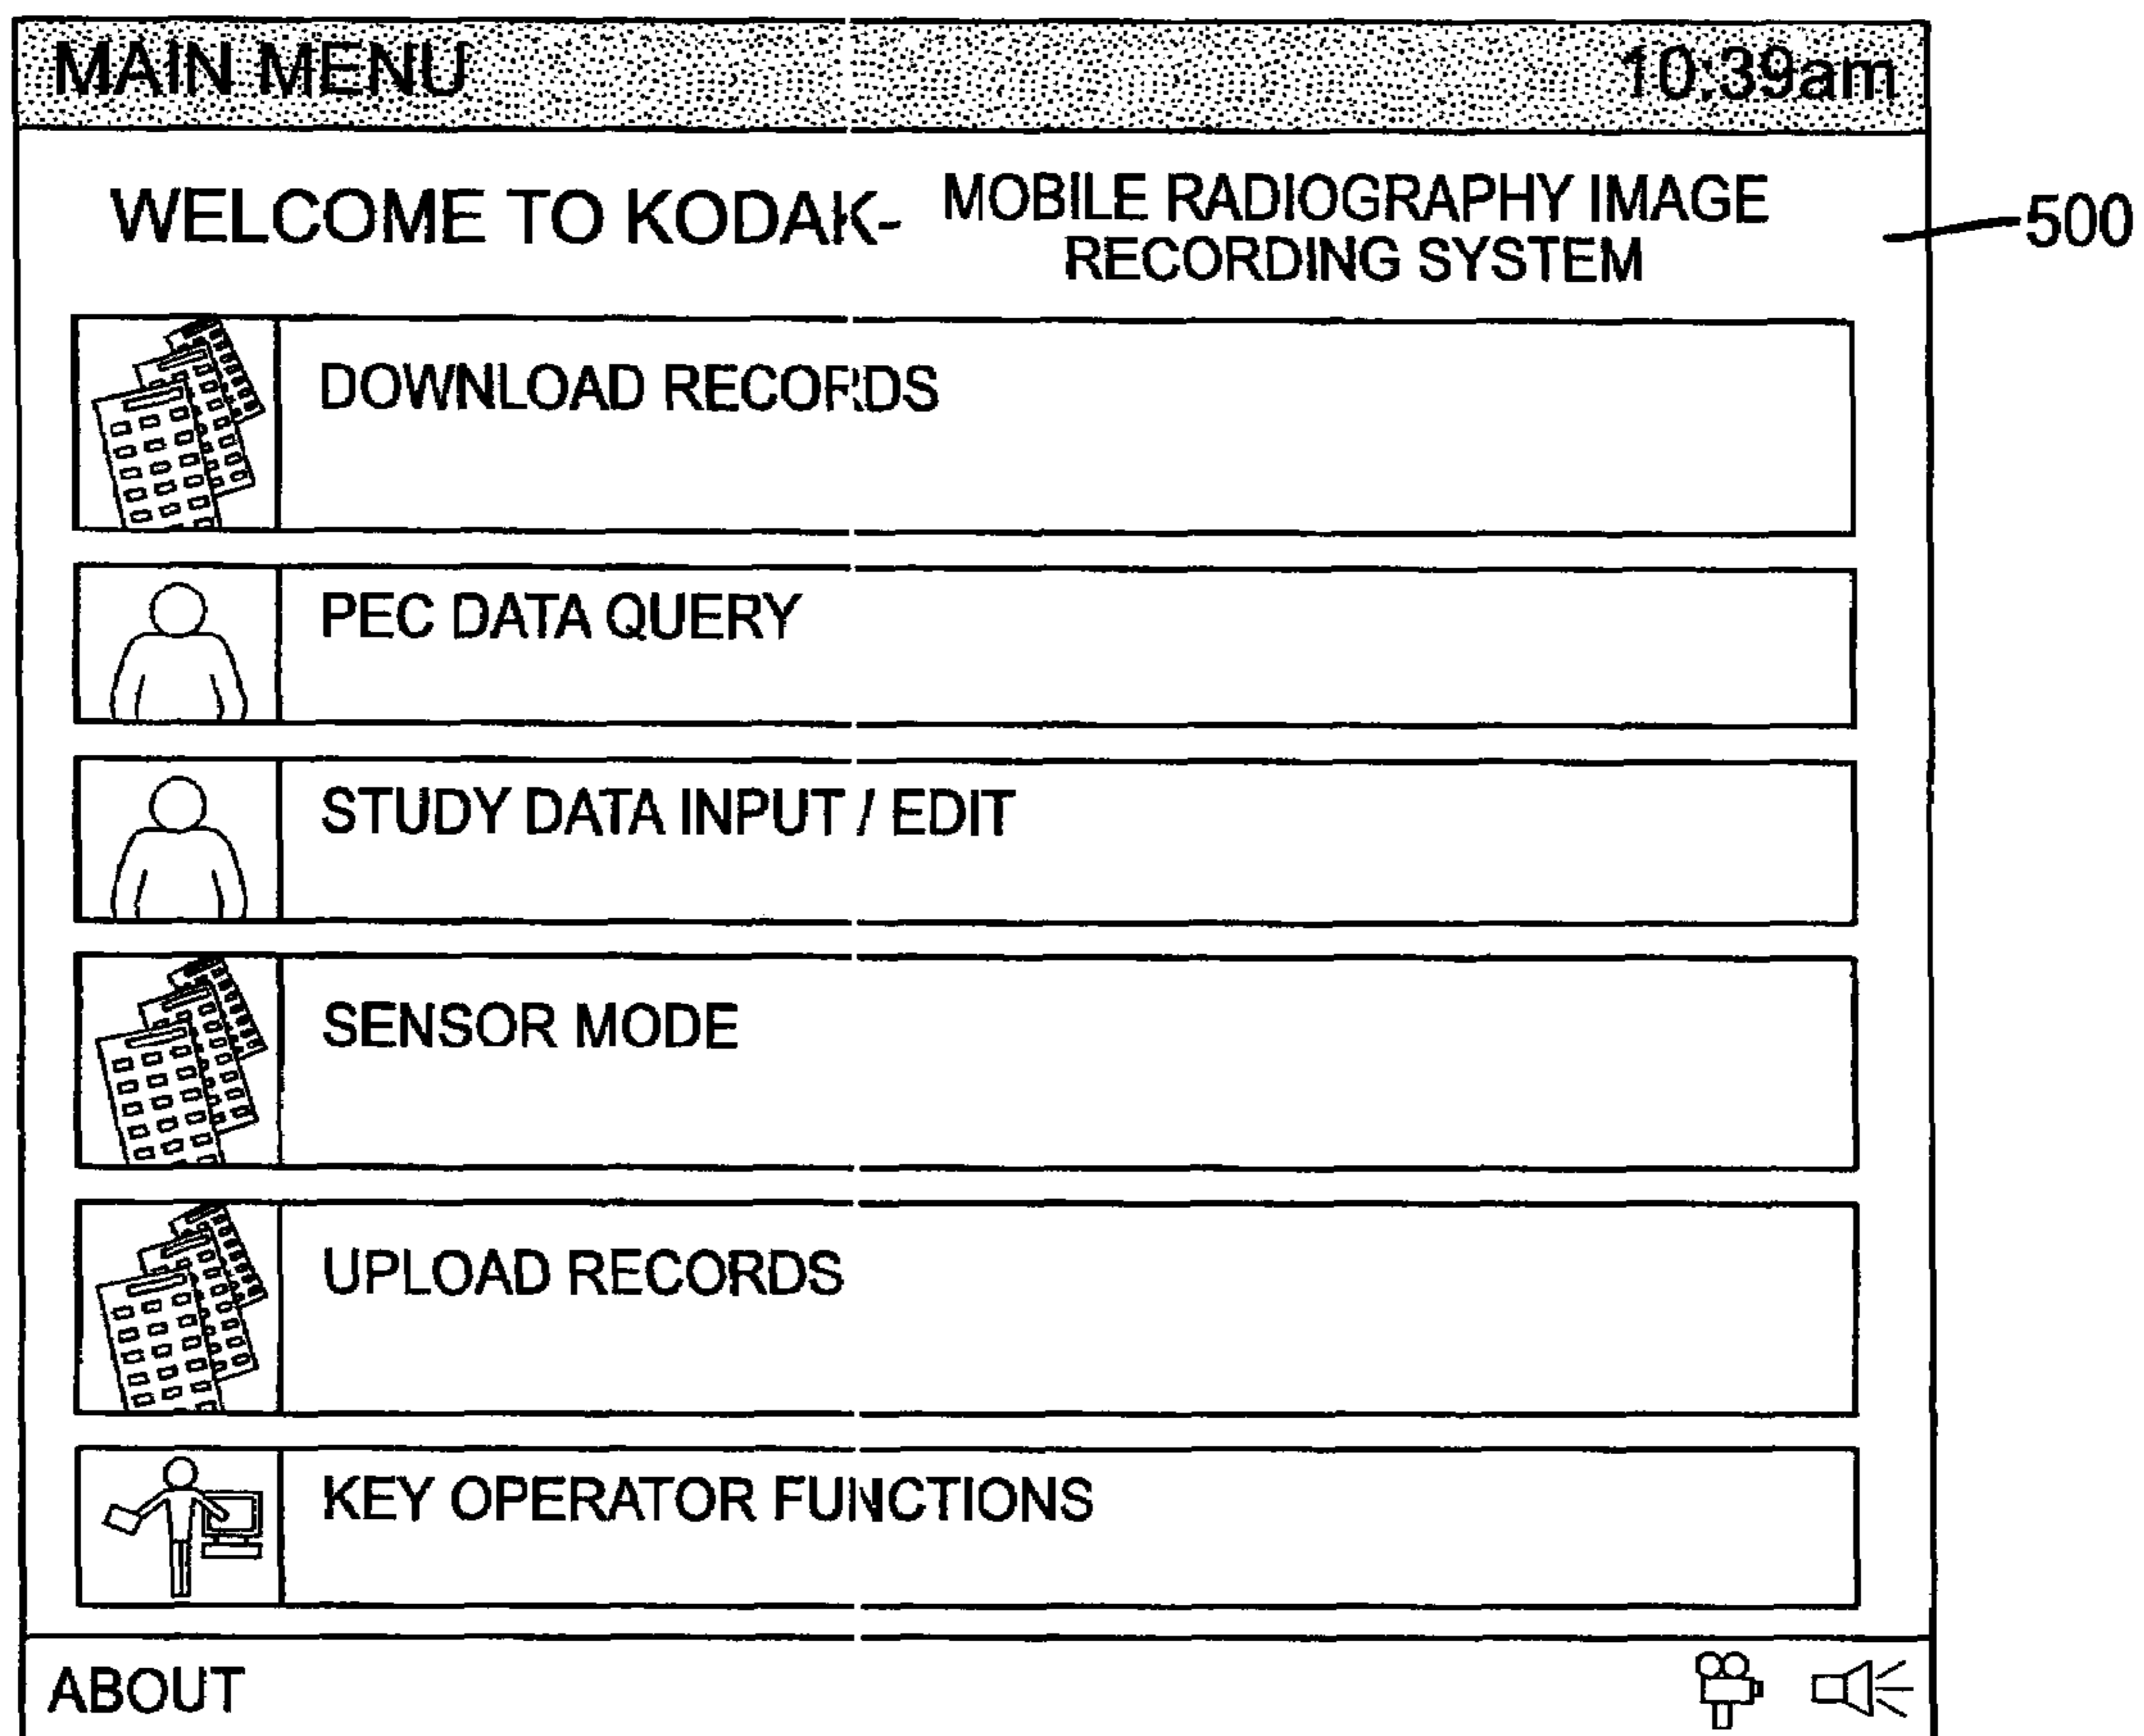 MAIN MENU 10:39am
WELCOME TO KODAK- MOBILE RADIOGRAPHY IMAGE
RECORDING SYSTEM
500
DOWNLOAD RECORDS
PEC DATA QUERY
STUDY DATA INPUT / EDIT
SENSOR MODE
UPLOAD RECORDS
KEY OPERATOR FUNCTIONS
ABOUT